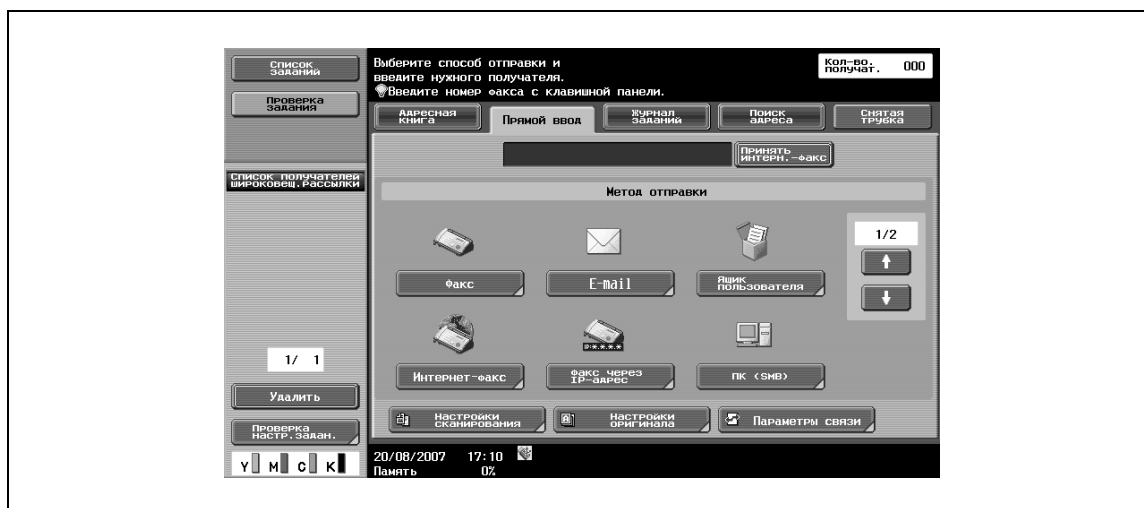 Список
заданий
Проверка
задания
Список получателей
широковещ.рассылки
1/ 1
Удалить
Проверка
настр.задан.
Y M C K
Выберите способ отправки и
введите нужного получателя.
Введите номер факса с клавишной панели.
Кол-во.
получат. 000
Адресная
книга
Прямой ввод
Журнал
заданий
Поиск
адреса
Снятая
трубка
Принять
интерн.-факс
Метод отправки
1/2
Факс
E-mail
Ящик
пользователя
Интернет-факс
Факс через
IP-адрес
ПК (SMB)
Настройки
сканирования
Настройки
оригинала
Параметры связи
20/08/2007 17:10
Память 0%